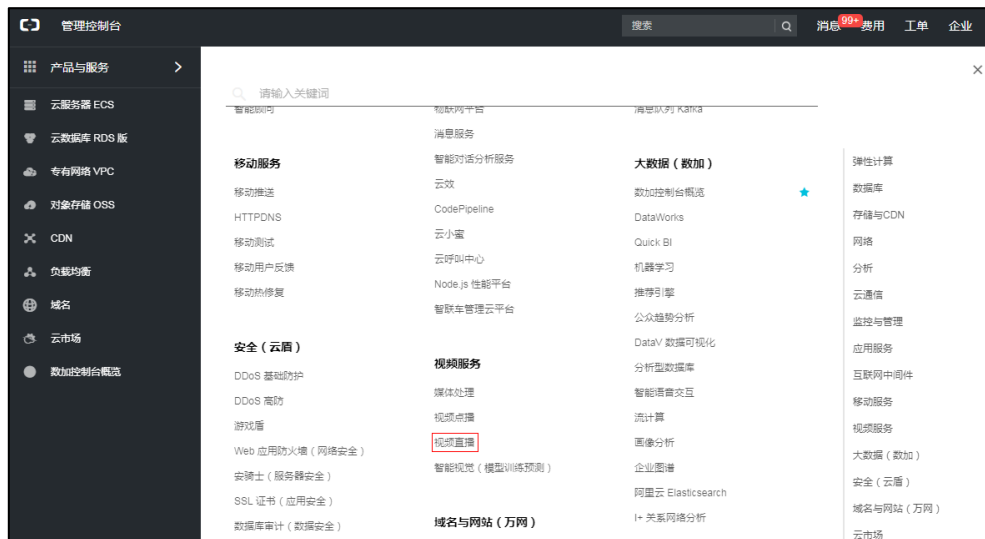 管理控制台
搜索
消息
99+
费用
工单
企业
产品与服务
云服务器 ECS
云数据库 RDS 版
专有网络 VPC
对象存储 OSS
CDN
负载均衡
域名
云市场
数加控制台概览
请输入关键词
智能顾问
移动服务
移动推送
HTTPDNS
移动测试
移动用户反馈
移动热修复
安全（云盾）
DDoS 基础防护
DDoS 高防
游戏盾
Web 应用防火墙（网络安全）
安骑士（服务器安全）
SSL 证书（应用安全）
数据库审计（数据安全）
物联网平台
消息服务
智能对话分析服务
云效
CodePipeline
云小蜜
云呼叫中心
Node.js 性能平台
智联车管理云平台
视频服务
媒体处理
视频点播
视频直播
智能视觉（模型训练预测）
域名与网站（万网）
消息队列 Kafka
大数据（数加）
数加控制台概览
DataWorks
Quick BI
机器学习
推荐引擎
公众趋势分析
DataV 数据可视化
分析型数据库
智能语音交互
流计算
画像分析
企业图谱
阿里云 Elasticsearch
I+ 关系网络分析
弹性计算
数据库
存储与CDN
网络
分析
云通信
监控与管理
应用服务
互联网中间件
移动服务
视频服务
大数据（数加）
安全（云盾）
域名与网站（万网）
云市场